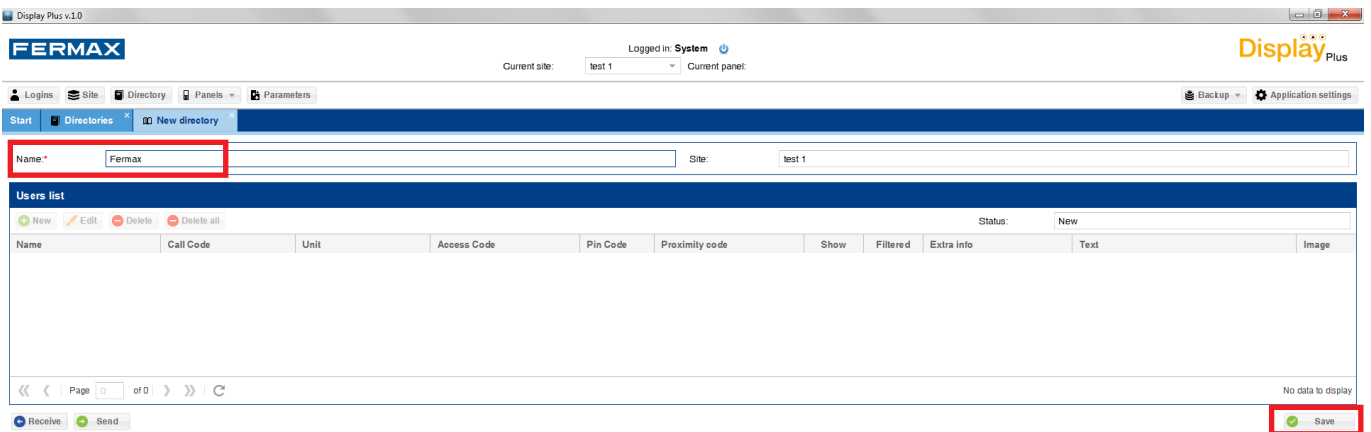 Display Plus v.1.0
FERMAX
Logged in: System
Display Plus
Current site: test 1 Current panel:
Logins Site Directory Panels Parameters Backup Application settings
Start Directories New directory
Name:* Fermax Site: test 1
Users list
New Edit Delete Delete all Status: New
Name Call Code Unit Access Code Pin Code Proximity code Show Filtered Extra info Text Image
Page 0 of 0 No data to display
Receive Send Save